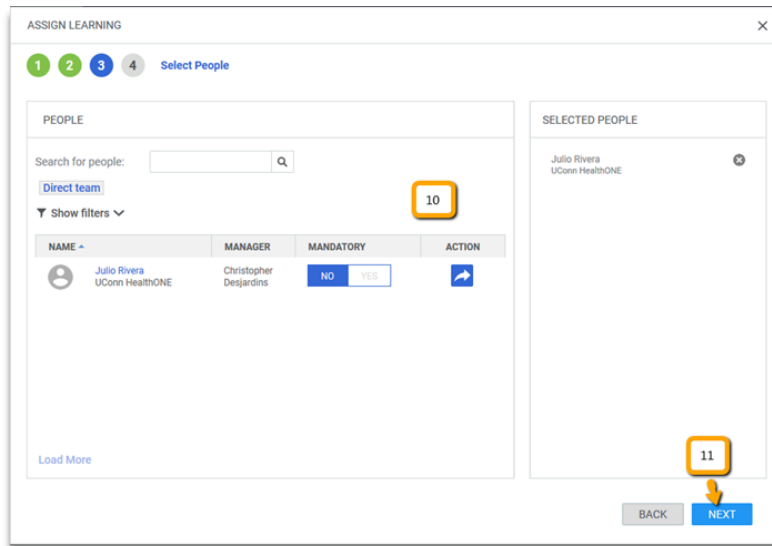 ASSIGN LEARNING
1 2 3 4 Select People
PEOPLE
Search for people:
Direct team
10
Show filters
NAME MANAGER MANDATORY ACTION
Julio Rivera
UConn HealthONE
Christopher
Desjardins
NO YES
Load More
SELECTED PEOPLE
Julio Rivera
UConn HealthONE
11
BACK NEXT